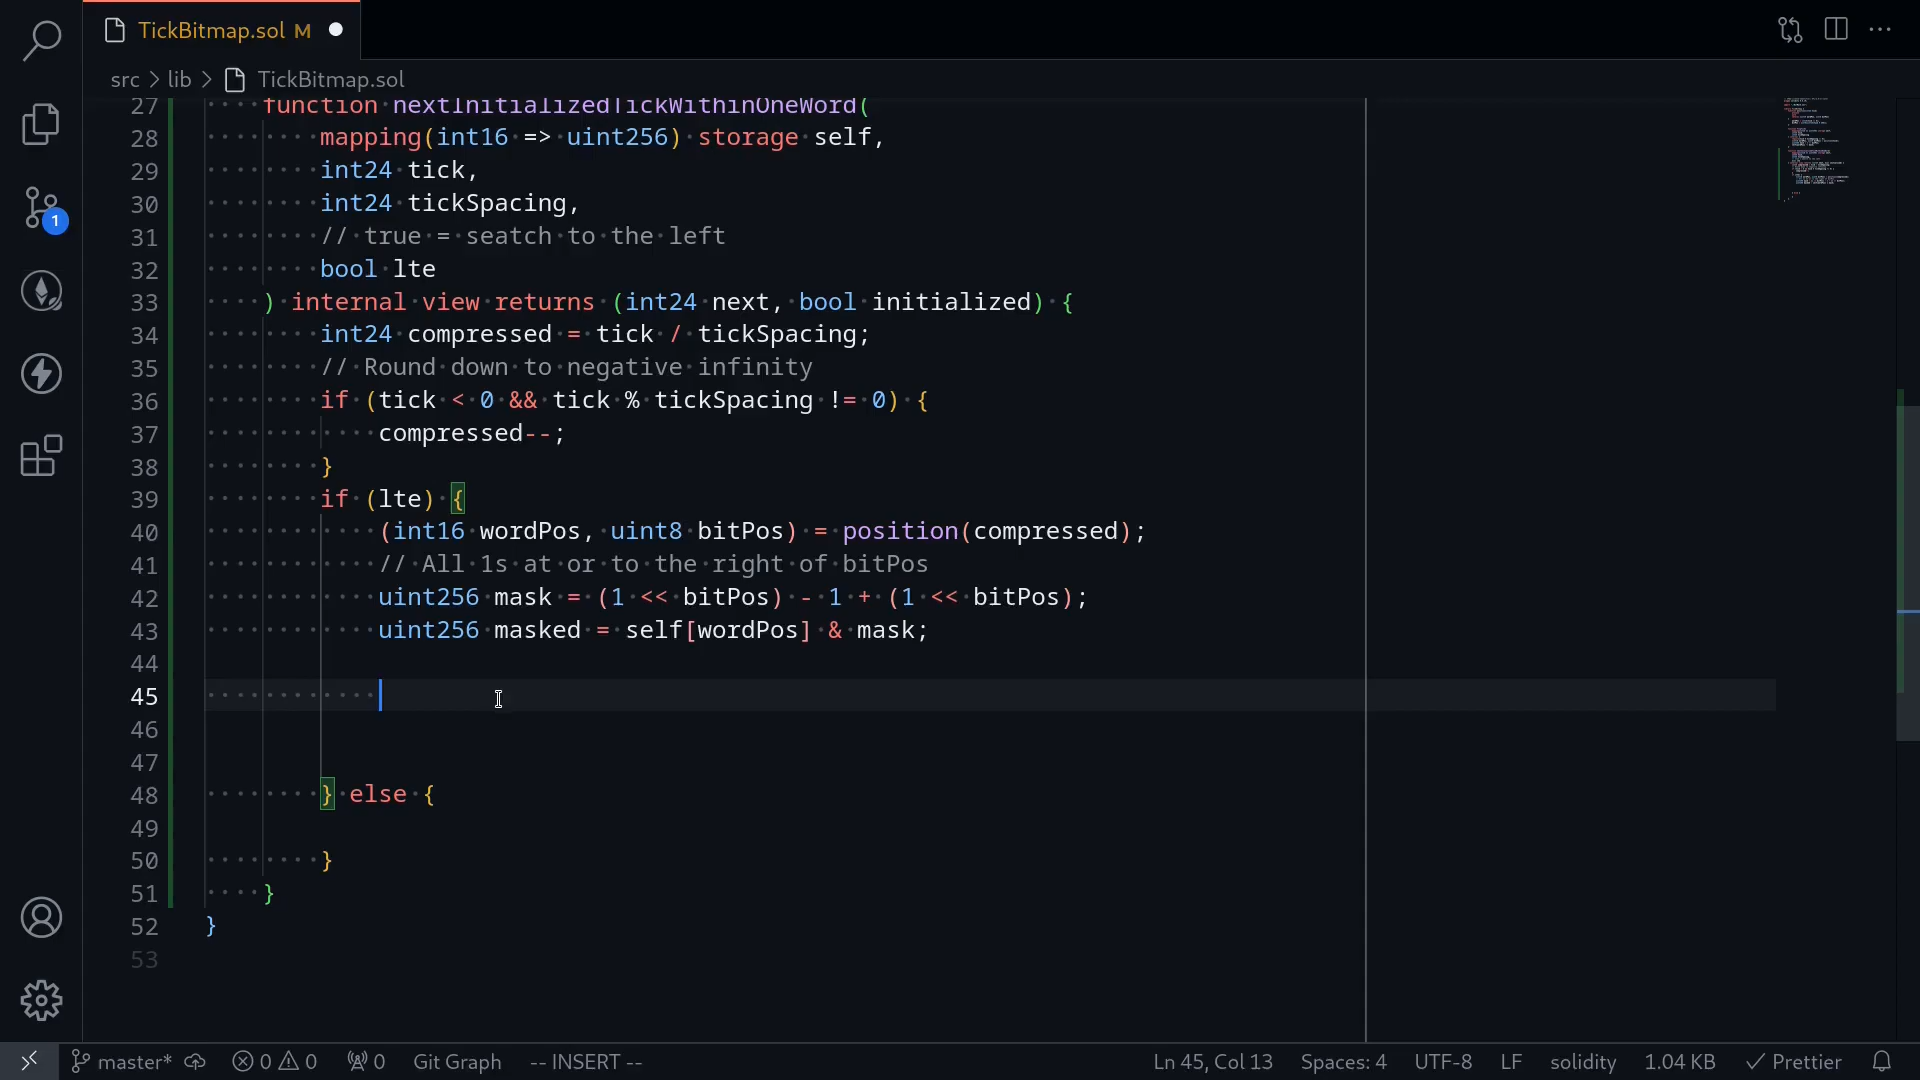 TickBitmap.sol M
src > lib > TickBitmap.sol
27 function nextInitializedTickWithinOneWord(
28 mapping(int16 => uint256) storage self,
29 int24 tick,
30 int24 tickSpacing,
31 // true = seatch to the left
32 bool lte
33 ) internal view returns (int24 next, bool initialized) {
34 int24 compressed = tick / tickSpacing;
35 // Round down to negative infinity
36 if (tick < 0 && tick % tickSpacing != 0) {
37 compressed--;
38 }
39 if (lte) {
40 (int16 wordPos, uint8 bitPos) = position(compressed);
41 // All 1s at or to the right of bitPos
42 uint256 mask = (1 << bitPos) - 1 + (1 << bitPos);
43 uint256 masked = self[wordPos] & mask;
44
45
46
47
48 } else {
49
50 }
51 }
52 }
53
1
master* 0 0 0 Git Graph -- INSERT -- Ln 45, Col 13 Spaces: 4 UTF-8 LF solidity 1.04 KB Prettier